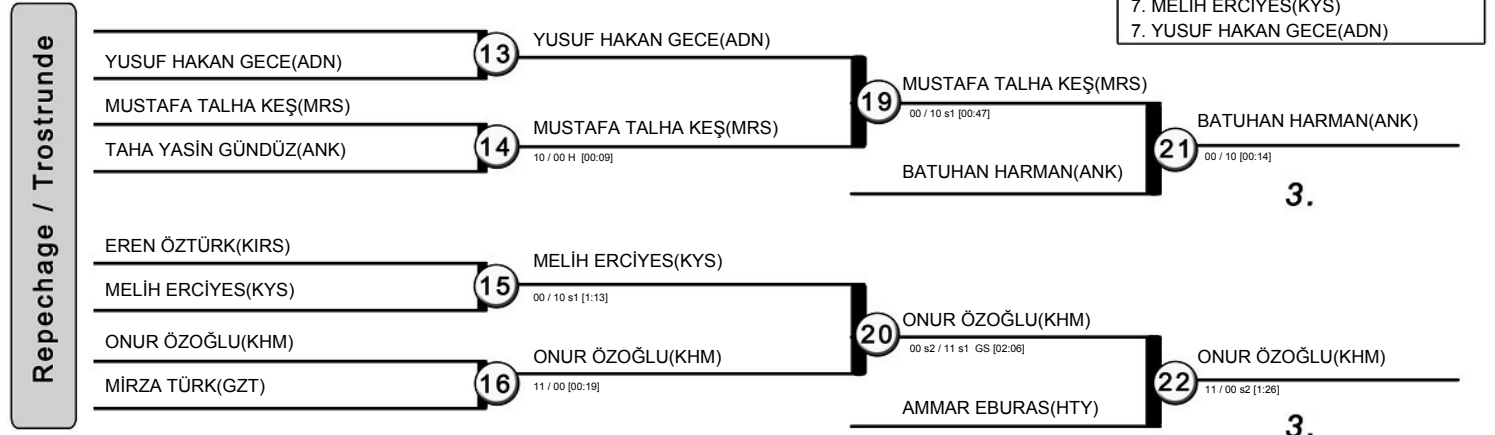 Repechage / Trostrunde
7. MELİH ERCİYES(KYS)
7. YUSUF HAKAN GECE(ADN)
YUSUF HAKAN GECE(ADN)
13
YUSUF HAKAN GECE(ADN)
MUSTAFA TALHA KEŞ(MRS)
TAHA YASİN GÜNDÜZ(ANK)
14
MUSTAFA TALHA KEŞ(MRS)
10 / 00 H [00:09]
19
MUSTAFA TALHA KEŞ(MRS)
00 / 10 s1 [00:47]
BATUHAN HARMAN(ANK)
21
BATUHAN HARMAN(ANK)
00 / 10 [00:14]
3.
EREN ÖZTÜRK(KIRS)
MELİH ERCİYES(KYS)
15
MELİH ERCİYES(KYS)
00 / 10 s1 [1:13]
ONUR ÖZOĞLU(KHM)
MİRZA TÜRK(GZT)
16
ONUR ÖZOĞLU(KHM)
11 / 00 [00:19]
20
ONUR ÖZOĞLU(KHM)
00 s2 / 11 s1 GS [02:06]
AMMAR EBURAS(HTY)
22
ONUR ÖZOĞLU(KHM)
11 / 00 s2 [1:26]
3.